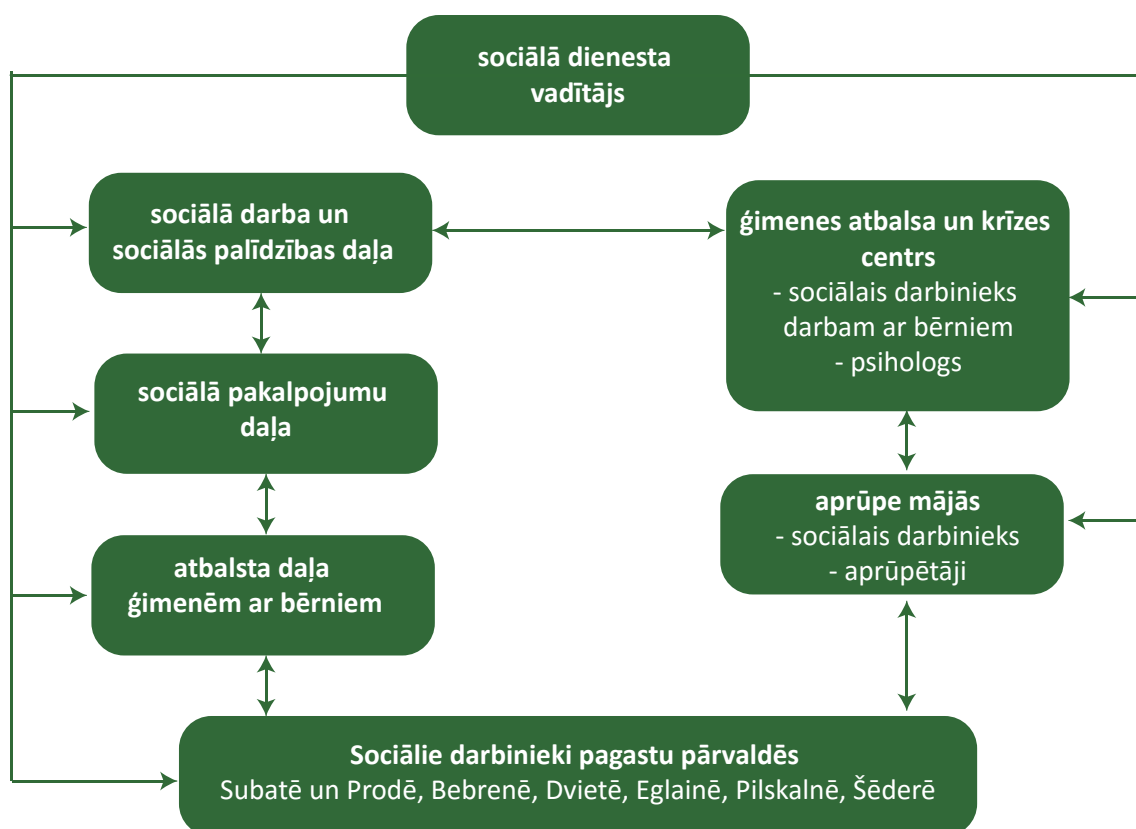 sociālā dienesta
vadītājs
sociālā darba un
sociālās palīdzības daļa
ģimenes atbalsa un krīzes
centrs
- sociālais darbinieks
darbam ar bērniem
- psihologs
sociālā pakalpojumu
daļa
aprūpe mājās
- sociālais darbinieks
- aprūpētāji
atbalsta daļa
ģimenēm ar bērniem
Sociālie darbinieki pagastu pārvaldēs
Subatē un Prodē, Bebrenē, Dvietē, Eglainē, Pilskalnē, Šēderē